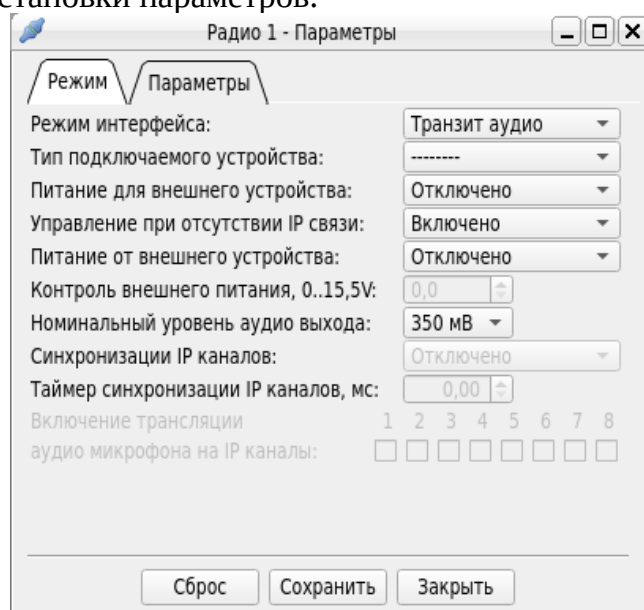 становки параметров.
Радио 1 - Параметры
Режим
Параметры
Режим интерфейса: Транзит аудио
Тип подключаемого устройства: --------
Питание для внешнего устройства: Отключено
Управление при отсутствии IP связи: Включено
Питание от внешнего устройства: Отключено
Контроль внешнего питания, 0..15,5V: 0,0
Номинальный уровень аудио выхода: 350 мВ
Синхронизации IP каналов: Отключено
Таймер синхронизации IP каналов, мс: 0,00
Включение трансляции 1 2 3 4 5 6 7 8
аудио микрофона на IP каналы:
Сброс Сохранить Закрыть